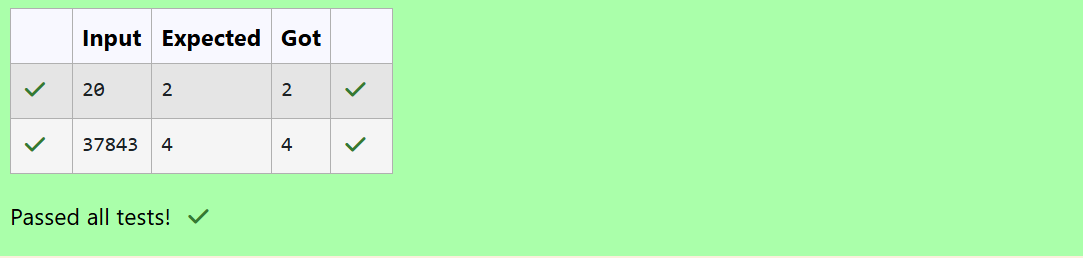 Input Expected Got
20 2 2
37843 4 4
Passed all tests!